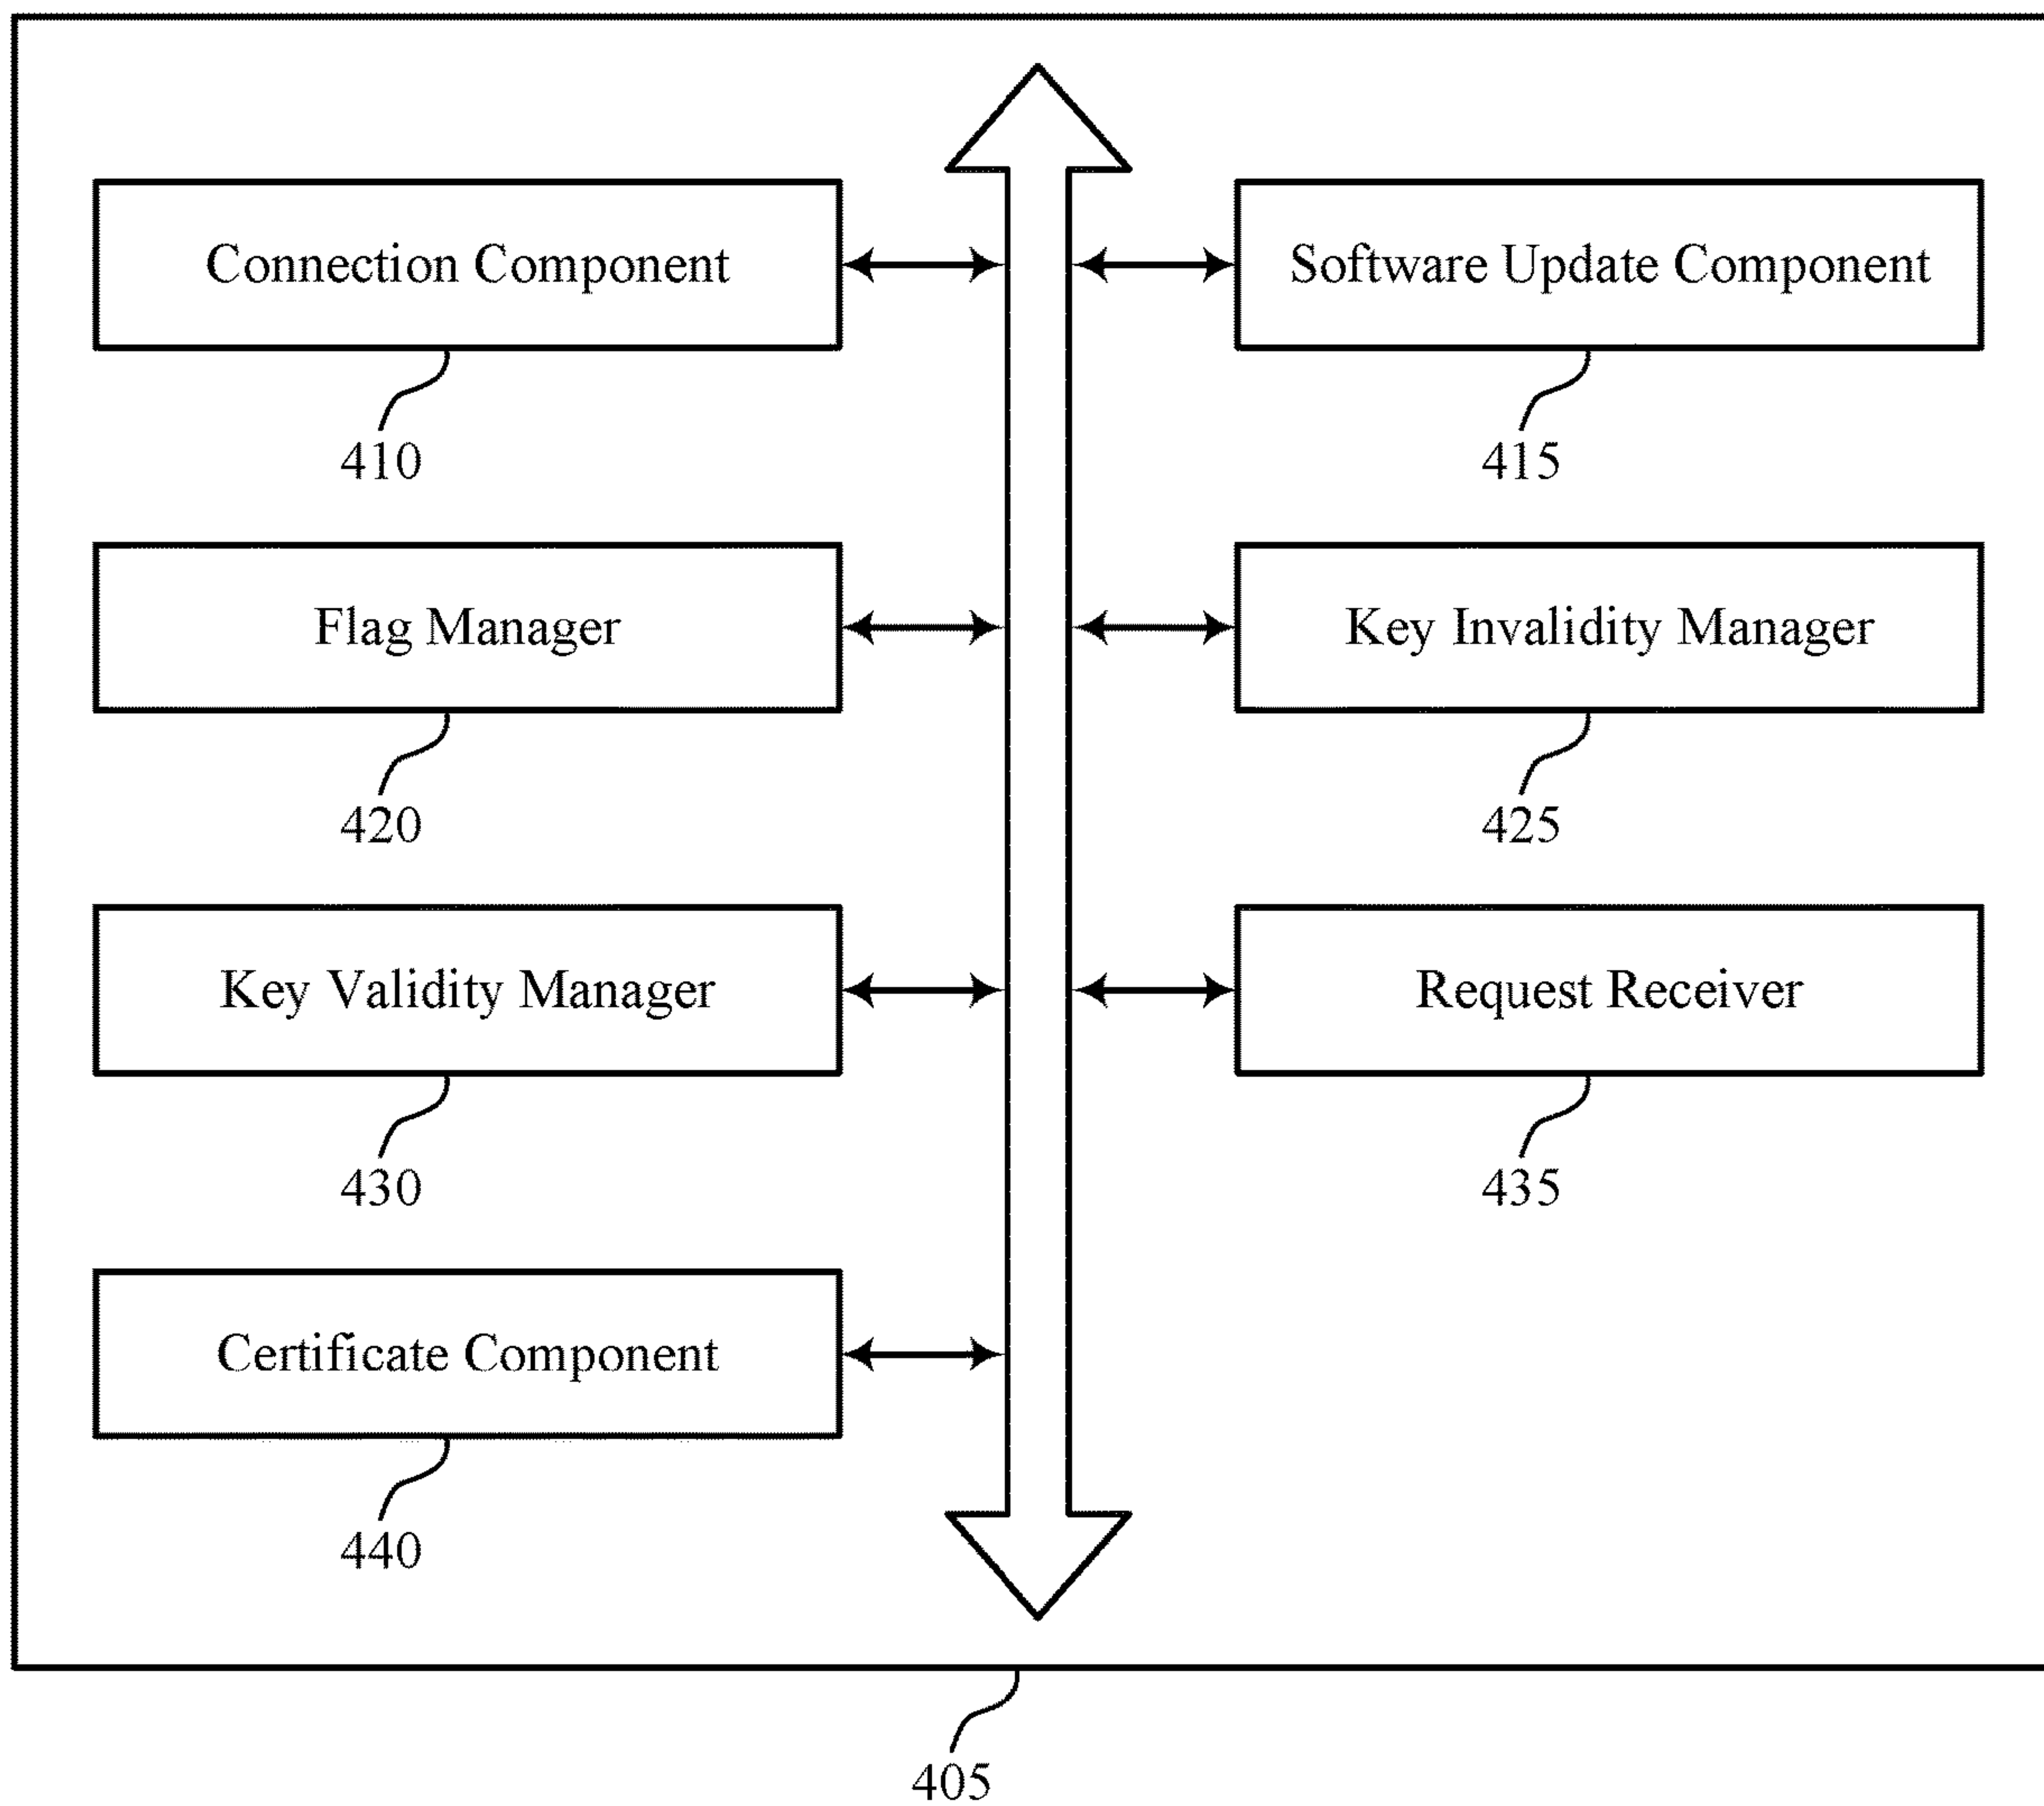 Connection Component
Software Update Component
410
415
Flag Manager
Key Invalidity Manager
420
425
Key Validity Manager
Request Receiver
430
435
Certificate Component
440
405